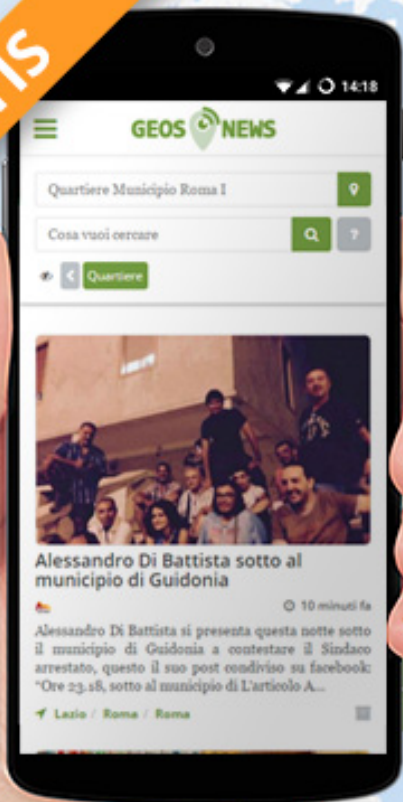 TIS
14:18
GEOS NEWS
Quartiere Municipio Roma I
Cosa vuoi cercare
?
Quartiere
Alessandro Di Battista sotto al
municipio di Guidonia
10 minuti fa
Alessandro Di Battista si presenta questa notte sotto
il municipio di Guidonia a contestare il Sindaco
arrestato, questo il suo post condiviso su facebook:
“Ore 23.18, sotto al municipio di L'articolo A...
Lazio / Roma / Roma